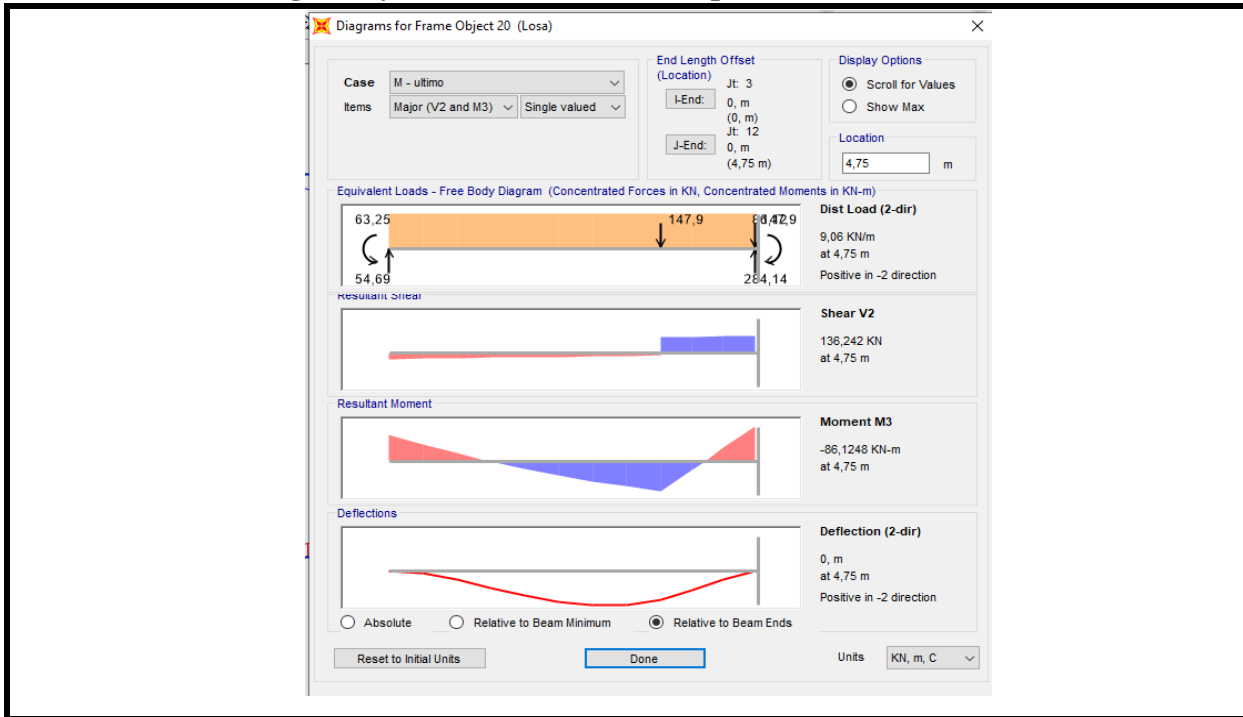 Diagrams for Frame Object 20 (Losa)
Case M - ultimo
Items Major (V2 and M3) Single valued
End Length Offset
(Location)
Jt: 3
I-End: 0, m
(0, m)
Jt: 12
J-End: 0, m
(4,75 m)
Display Options
Scroll for Values
Show Max
Location
4,75 m
Equivalent Loads - Free Body Diagram (Concentrated Forces in KN, Concentrated Moments in KN-m)
63,25
147,9
54,69
284,14
Dist Load (2-dir)
9,06 KN/m
at 4,75 m
Positive in -2 direction
Resultant Shear
Shear V2
136,242 KN
at 4,75 m
Resultant Moment
Moment M3
-86,1248 KN-m
at 4,75 m
Deflections
Deflection (2-dir)
0, m
at 4,75 m
Positive in -2 direction
Absolute Relative to Beam Minimum Relative to Beam Ends
Reset to Initial Units Done Units KN, m, C